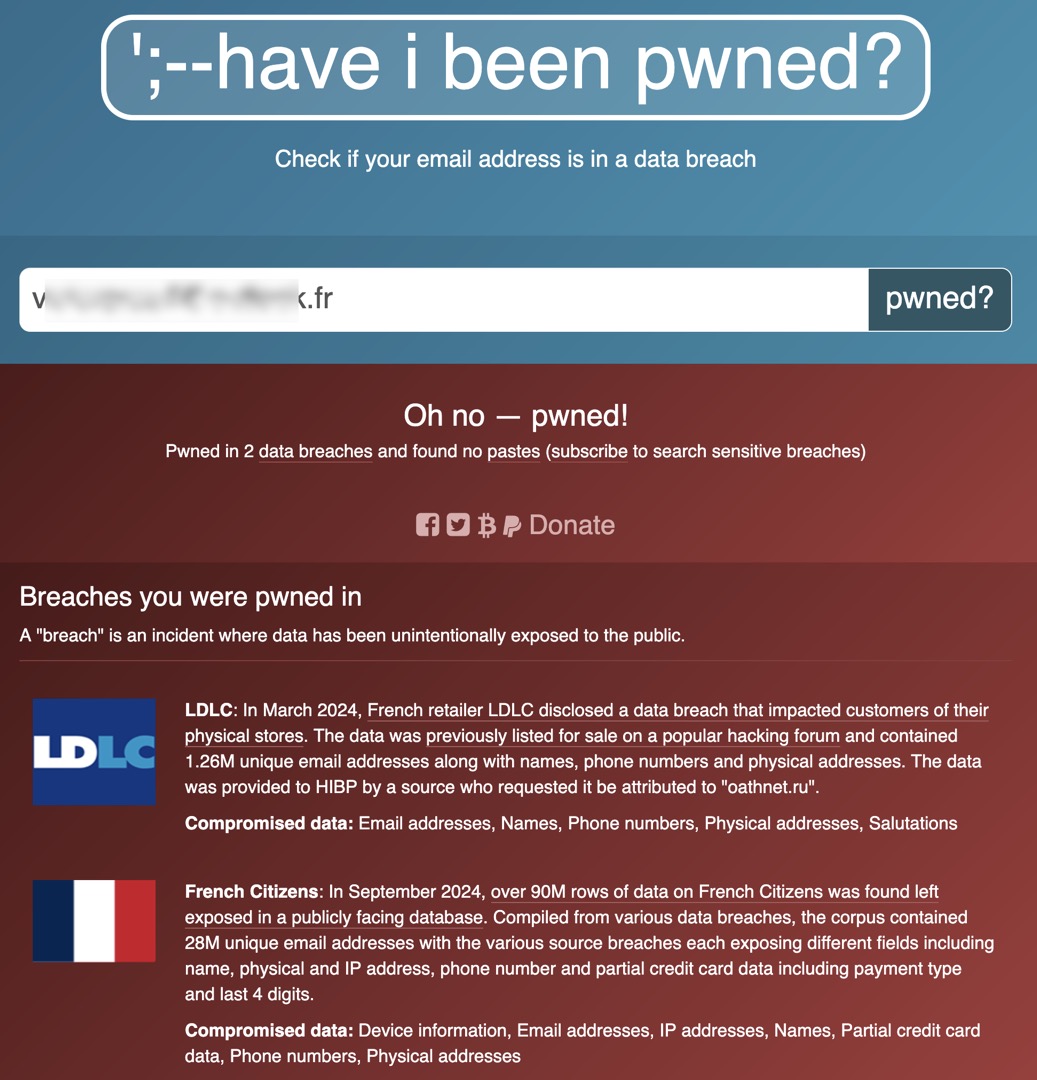 ';--have i been pwned?
Check if your email address is in a data breach
v k.fr
pwned?
Oh no — pwned!
Pwned in 2 data breaches and found no pastes (subscribe to search sensitive breaches)
Donate
Breaches you were pwned in
A "breach" is an incident where data has been unintentionally exposed to the public.
LDLC
LDLC: In March 2024, French retailer LDLC disclosed a data breach that impacted customers of their
physical stores. The data was previously listed for sale on a popular hacking forum and contained
1.26M unique email addresses along with names, phone numbers and physical addresses. The data
was provided to HIBP by a source who requested it be attributed to "oathnet.ru".
Compromised data: Email addresses, Names, Phone numbers, Physical addresses, Salutations
French Citizens: In September 2024, over 90M rows of data on French Citizens was found left
exposed in a publicly facing database. Compiled from various data breaches, the corpus contained
28M unique email addresses with the various source breaches each exposing different fields including
name, physical and IP address, phone number and partial credit card data including payment type
and last 4 digits.
Compromised data: Device information, Email addresses, IP addresses, Names, Partial credit card
data, Phone numbers, Physical addresses